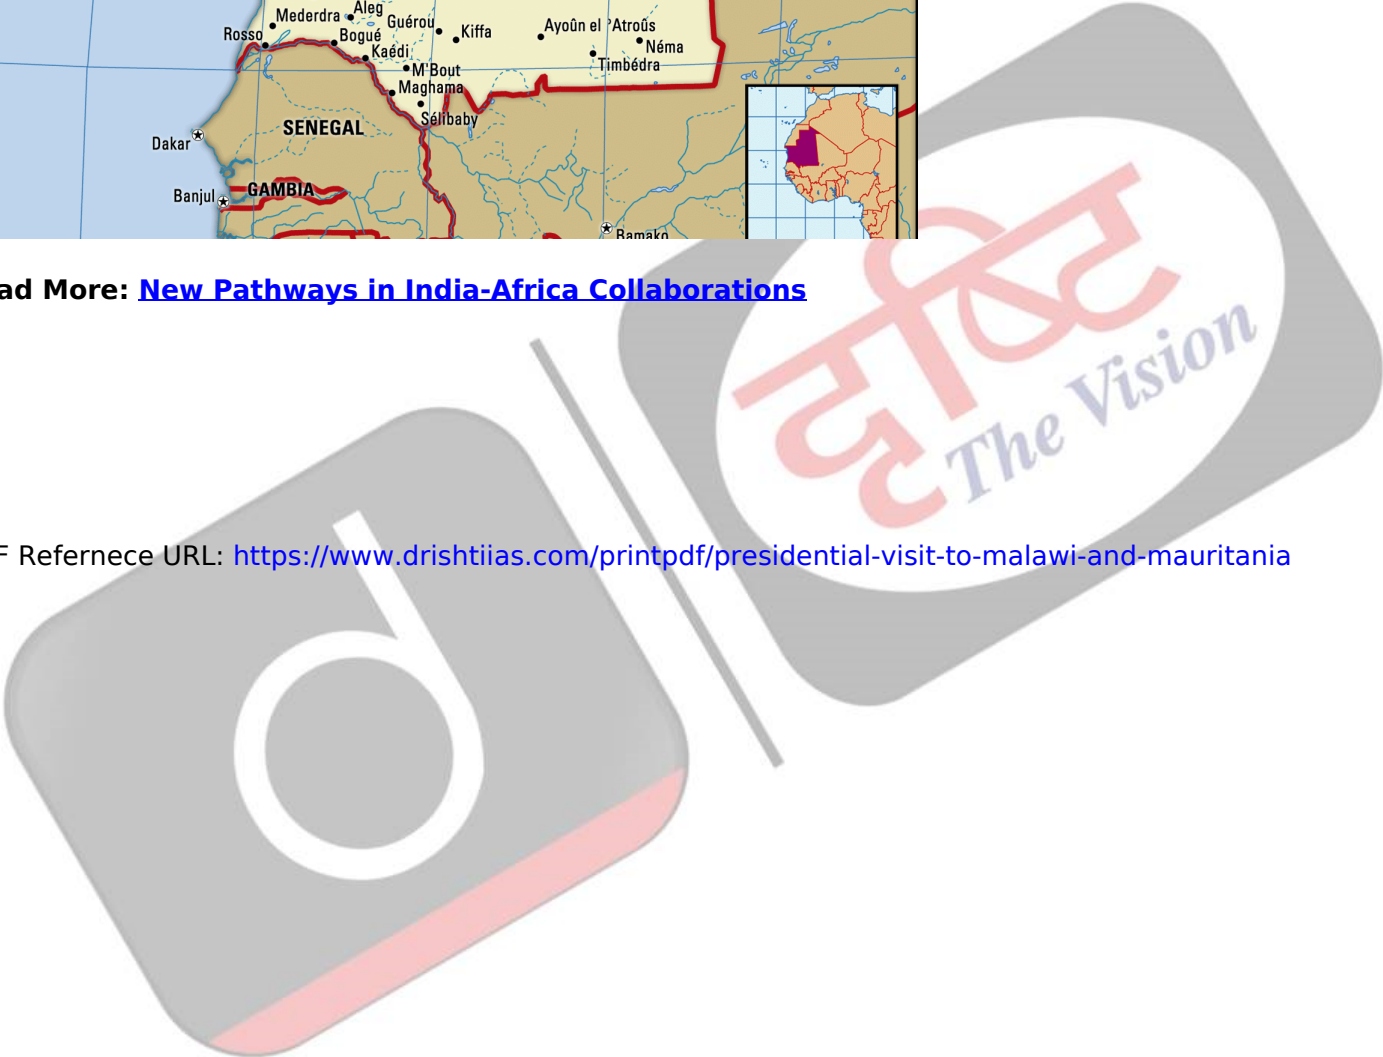 Aleg
Mederdra
Guérou
Rosso
Bogué
Kiffa
Ayoûn el ʾAtroûs
Kaédi
Néma
M'Bout
Timbédra
Maghama
Sélibaby
SENEGAL
Dakar
Banjul
GAMBIA
Bamako
ad More: New Pathways in India-Africa Collaborations
दृष्टि
The Vision
F Refernece URL: https://www.drishtiias.com/printpdf/presidential-visit-to-malawi-and-mauritania
d